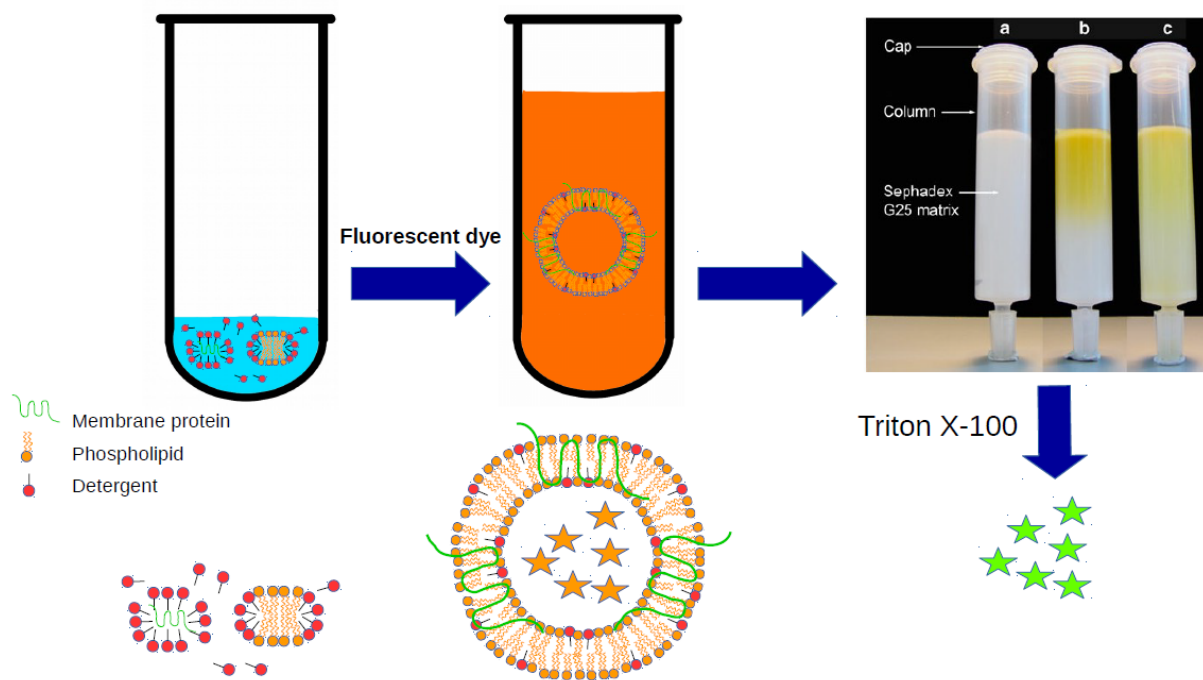 a b c
Cap
Column
Sephadex
G25 matrix
Fluorescent dye
Membrane protein
Phospholipid
Detergent
Triton X-100